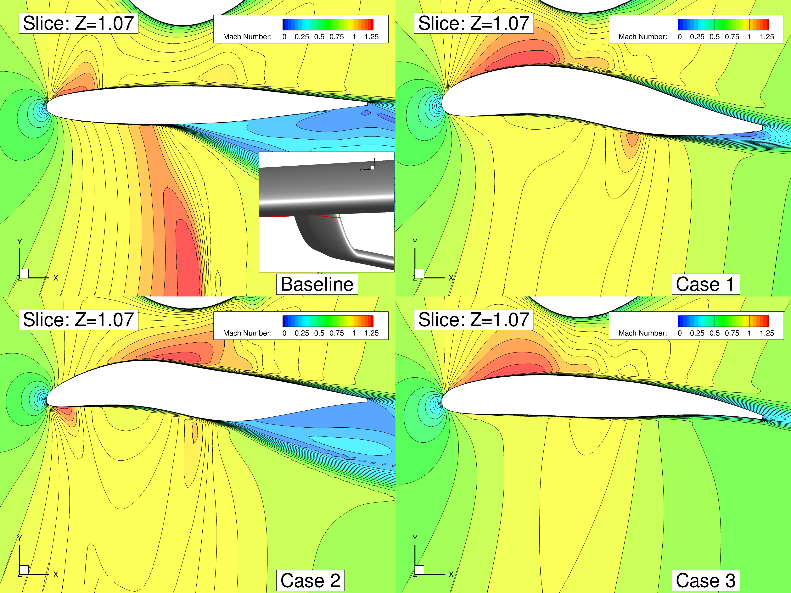 Slice: Z=1.07
Mach Number: 0 0.25 0.5 0.75 1 1.25
Y
Z
X
Baseline
Slice: Z=1.07
Mach Number: 0 0.25 0.5 0.75 1 1.25
Y
Z
X
Case 1
Slice: Z=1.07
Mach Number: 0 0.25 0.5 0.75 1 1.25
Y
Z
X
Case 2
Slice: Z=1.07
Mach Number: 0 0.25 0.5 0.75 1 1.25
Y
Z
X
Case 3